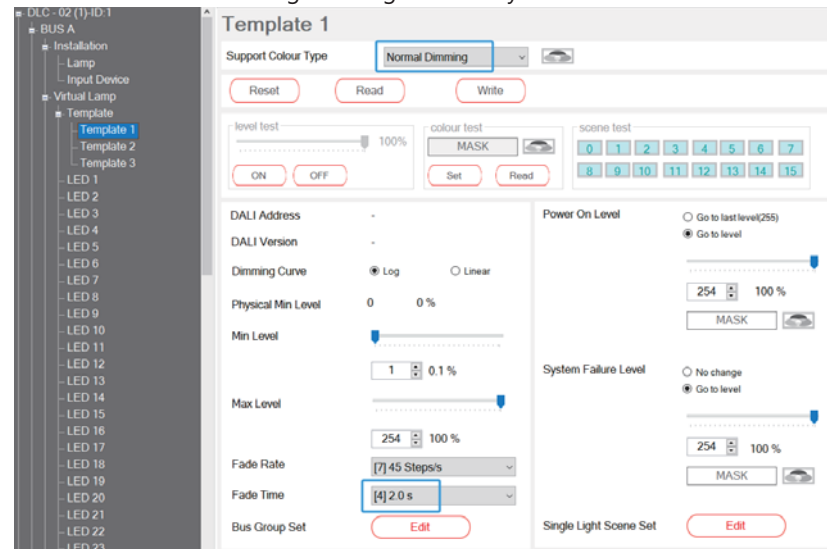 DLC - 02 (1)-ID:1
BUS A
Installation
Lamp
Input Device
Virtual Lamp
Template
Template 1
Template 2
Template 3
LED 1
LED 2
LED 3
LED 4
LED 5
LED 6
LED 7
LED 8
LED 9
LED 10
LED 11
LED 12
LED 13
LED 14
LED 15
LED 16
LED 17
LED 18
LED 19
LED 20
LED 21
LED 22
LED 23
Template 1
Support Colour Type Normal Dimming
Reset Read Write
level test colour test scene test
100% MASK 0 1 2 3 4 5 6 7
ON OFF Set Read 8 9 10 11 12 13 14 15
DALI Address -
DALI Version -
Dimming Curve Log Linear
Physical Min Level 0 0 %
Min Level
1 0.1 %
Max Level
254 100 %
Fade Rate [7] 45 Steps/s
Fade Time [4] 2.0 s
Bus Group Set Edit
Power On Level Go to last level(255)
Go to level
254 100 %
MASK
System Failure Level No change
Go to level
254 100 %
MASK
Single Light Scene Set Edit